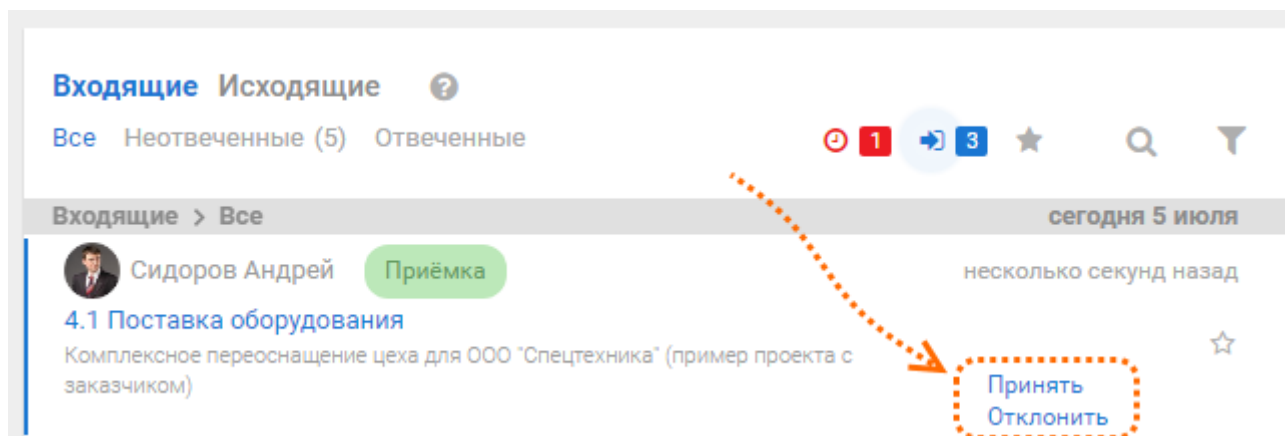 Входящие Исходящие ?
Все Неотвеченные (5) Отвеченные 1 3
Входящие > Все сегодня 5 июля
Сидоров Андрей Приёмка несколько секунд назад
4.1 Поставка оборудования
Комплексное переоснащение цеха для ООО "Спецтехника" (пример проекта с
заказчиком)
Принять
Отклонить